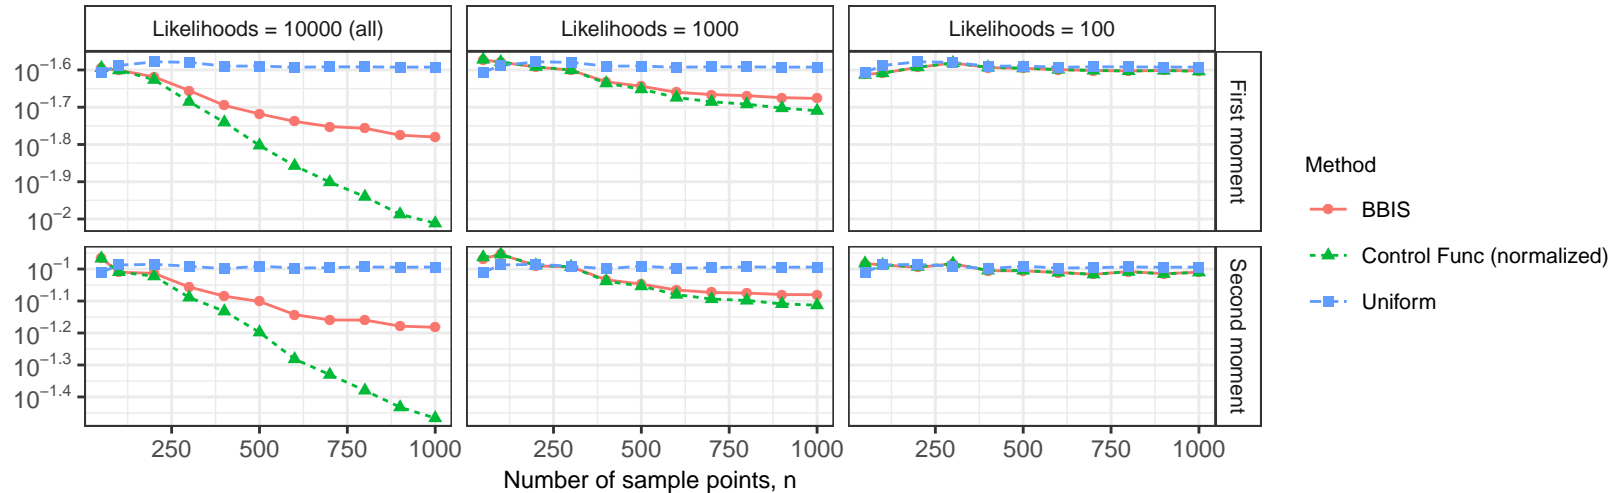 Likelihoods = 10000 (all)
Likelihoods = 1000
Likelihoods = 100
10^−1.6
10^−1.7
10^−1.8
10^−1.9
10^−2
First moment
10^−1
10^−1.1
10^−1.2
10^−1.3
10^−1.4
Second moment
250 500 750 1000
250 500 750 1000
250 500 750 1000
Number of sample points, n
Method
BBIS
Control Func (normalized)
Uniform